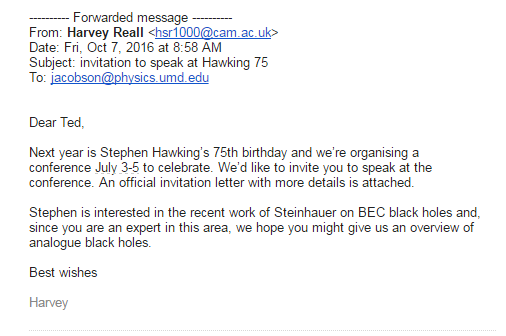 ---------- Forwarded message ----------
From: Harvey Reall <hsr1000@cam.ac.uk>
Date: Fri, Oct 7, 2016 at 8:58 AM
Subject: invitation to speak at Hawking 75
To: jacobson@physics.umd.edu
Dear Ted,
Next year is Stephen Hawking's 75th birthday and we're organising a
conference July 3-5 to celebrate. We'd like to invite you to speak at the
conference. An official invitation letter with more details is attached.
Stephen is interested in the recent work of Steinhauer on BEC black holes and,
since you are an expert in this area, we hope you might give us an overview of
analogue black holes.
Best wishes
Harvey